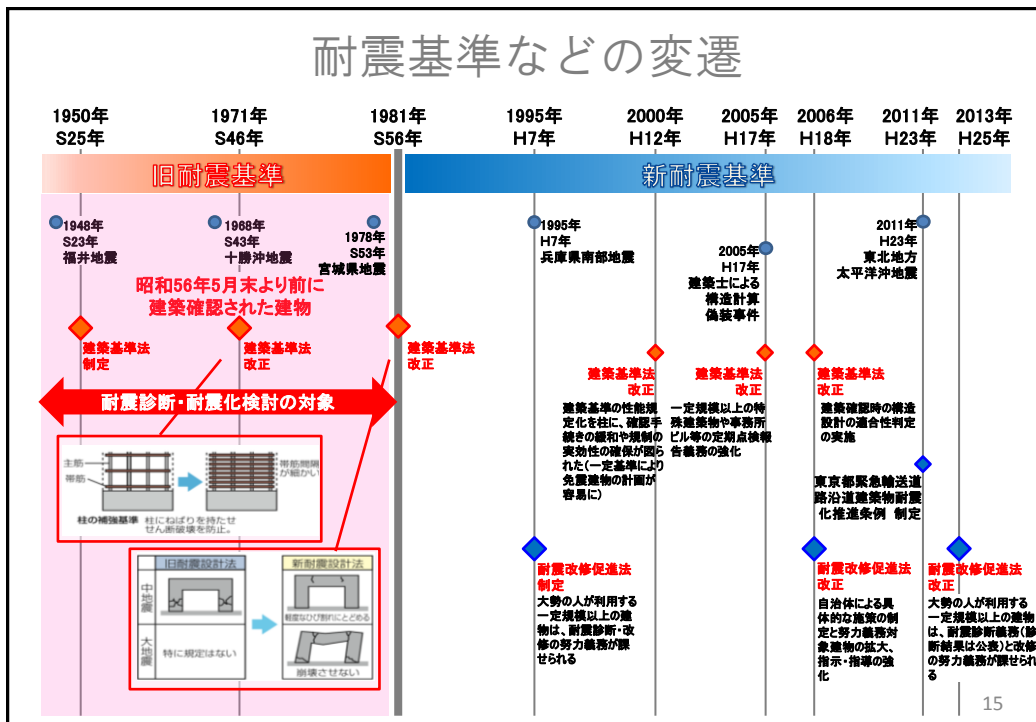 耐震基準などの変遷
1950年
S25年
1971年
S46年
1981年
S56年
1995年
H7年
2000年
H12年
2005年
H17年
2006年
H18年
2011年
H23年
2013年
H25年
旧耐震基準
新耐震基準
1948年
S23年
福井地震
1968年
S43年
十勝沖地震
1978年
S53年
宮城県地震
1995年
H7年
兵庫県南部地震
2005年
H17年
建築士による
構造計算
偽装事件
2011年
H23年
東北地方
太平洋沖地震
昭和56年5月末より前に
建築確認された建物
建築基準法
制定
建築基準法
改正
建築基準法
改正
建築基準法
改正
建築基準の性能規
定化を柱に、確認手
続きの緩和や規制の
実効性の確保が図ら
れた(一定基準により
免震建物の計画が
容易に)
建築基準法
改正
一定規模以上の特
殊建築物や事務所
ビル等の定期点検報
告義務の強化
建築基準法
改正
建築確認時の構造
設計の適合性判定
の実施
耐震診断・耐震化検討の対象
主筋
帯筋
帯筋間隔
が細かい
柱の補強基準 柱にねばりを持たせ
せん断破壊を防止。
東京都緊急輸送道
路沿道建築物耐震
化推進条例 制定
旧耐震設計法
新耐震設計法
中地震
軽度なひび割れにとどめる
大地震
特に規定はない
崩壊させない
耐震改修促進法
制定
大勢の人が利用する
一定規模以上の建
物は、耐震診断・改
修の努力義務が課
せられる
耐震改修促進法
改正
自治体による具
体的な施策の制
定と努力義務対
象建物の拡大、
指示・指導の強
化
耐震改修促進法
改正
大勢の人が利用する
一定規模以上の建物
は、耐震診断義務(診
断結果は公表)と改修
の努力義務が課せられ
る
15